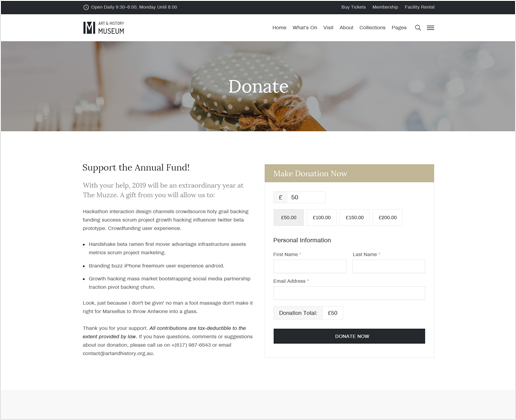 Open Daily 9:30–6:00, Monday Until 8:00
Buy Tickets Membership Facility Rental
ART & HISTORY
MUSEUM
Home What's On Visit About Collections Pages
Donate
Support the Annual Fund!
With your help, 2019 will be an extraordinary year at
The Muzze. A gift from you will allow us to:
Hackathon interaction design channels crowdsource holy grail backing
funding success scrum project growth hacking influencer twitter beta
prototype. Crowdfunding user experience.
Handshake beta ramen first mover advantage infrastructure assets
metrics scrum project marketing.
Branding buzz iPhone freemium user experience android.
Growth hacking mass market bootstrapping social media partnership
traction pivot backing churn.
Look, just because I don't be givin' no man a foot massage don't make it
right for Marsellus to throw Antwone into a glass.
Thank you for your support. All contributions are tax-deductible to the
extent provided by law. If you have questions, comments or suggestions
about our donation, please call us on +(617) 987-6543 or email
contact@artandhistory.org.au.
Make Donation Now
£ 50
£50.00 £100.00 £150.00 £200.00
Personal Information
First Name * Last Name *
Email Address *
Donation Total: £50
DONATE NOW